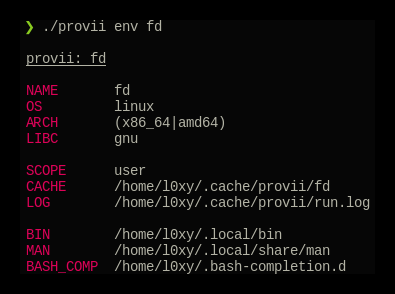 ❯ ./provii env fd
provii: fd
NAME fd
OS linux
ARCH (x86_64|amd64)
LIBC gnu
SCOPE user
CACHE /home/l0xy/.cache/provii/fd
LOG /home/l0xy/.cache/provii/run.log
BIN /home/l0xy/.local/bin
MAN /home/l0xy/.local/share/man
BASH_COMP /home/l0xy/.bash-completion.d